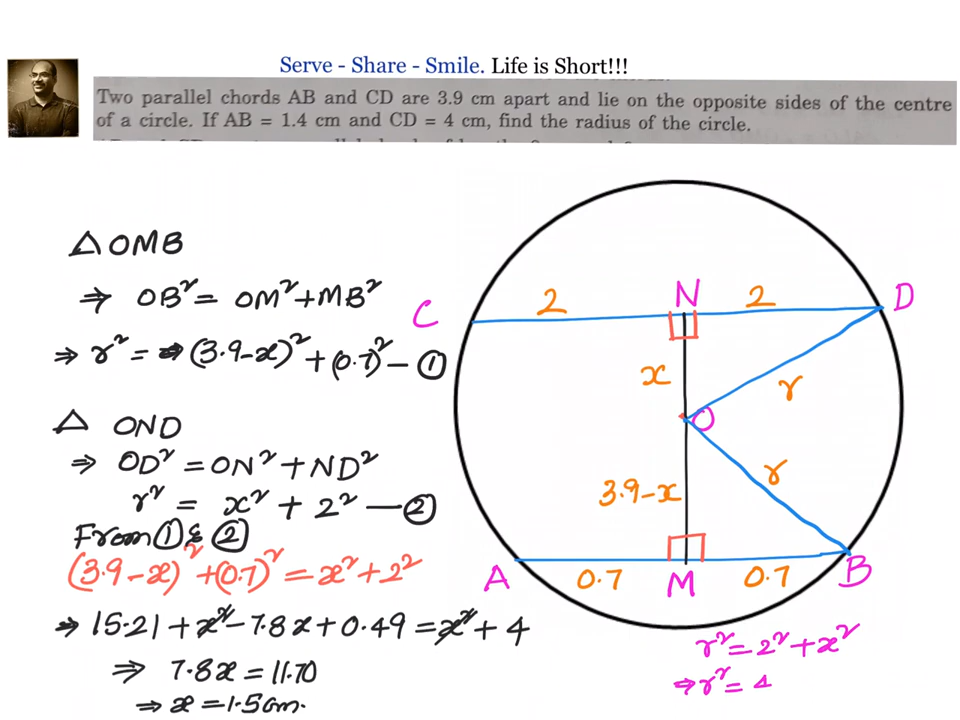 Serve - Share - Smile. Life is Short!!!
Two parallel chords AB and CD are 3.9 cm apart and lie on the opposite sides of the centre
of a circle. If AB = 1.4 cm and CD = 4 cm, find the radius of the circle.
△ OMB
⇒ OB² = OM² + MB²
⇒ r² = ⇒ (3.9-x)² + (0.7)² — ①
△ OND
⇒ OD² = ON² + ND²
r² = x² + 2² — ②
From ① & ②
(3.9-x)² + (0.7)² = x² + 2²
⇒ 15.21 + x² - 7.8x + 0.49 = x² + 4
⇒ 7.8x = 11.70
⇒ x = 1.5cm.
C 2 N 2 D
x
r
O
3.9-x
r
A 0.7 M 0.7 B
r² = 2² + x²
⇒ r² = 4